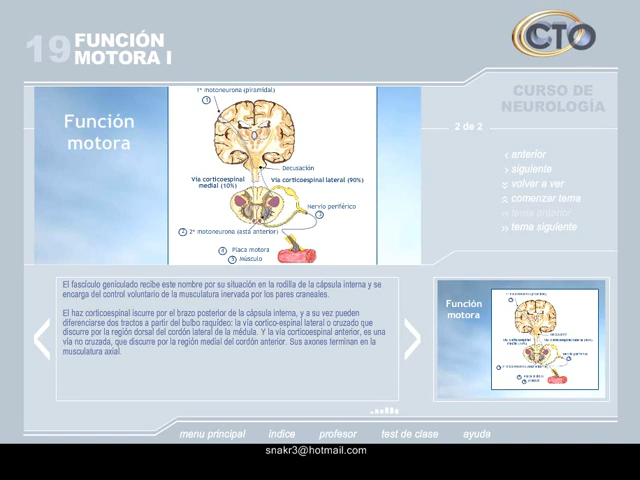 19 FUNCIÓN
MOTORA I
CTO
CURSO DE
NEUROLOGÍA
2 de 2
anterior
siguiente
volver a ver
comenzar tema
tema anterior
tema siguiente
Función
motora
1ª motoneurona (piramidal)
1
Decusación
Vía corticoespinal
medial (10%)
Vía corticoespinal lateral (90%)
Nervio periférico
3
2 2ª motoneurona (asta anterior)
4 Placa motora
5 Músculo
El fascículo geniculado recibe este nombre por su situación en la rodilla de la cápsula interna y se
encarga del control voluntario de la musculatura inervada por los pares craneales.
El haz corticoespinal iscurre por el brazo posterior de la cápsula interna, y a su vez pueden
diferenciarse dos tractos a partir del bulbo raquídeo: la vía cortico-espinal lateral o cruzado que
discurre por la región dorsal del cordón lateral de la médula. Y la vía corticoespinal anterior, es una
vía no cruzada, que discurre por la región medial del cordón anterior. Sus axones terminan en la
musculatura axial.
Función
motora
menu principal
indice
profesor
test de clase
ayuda
snakr3@hotmail.com